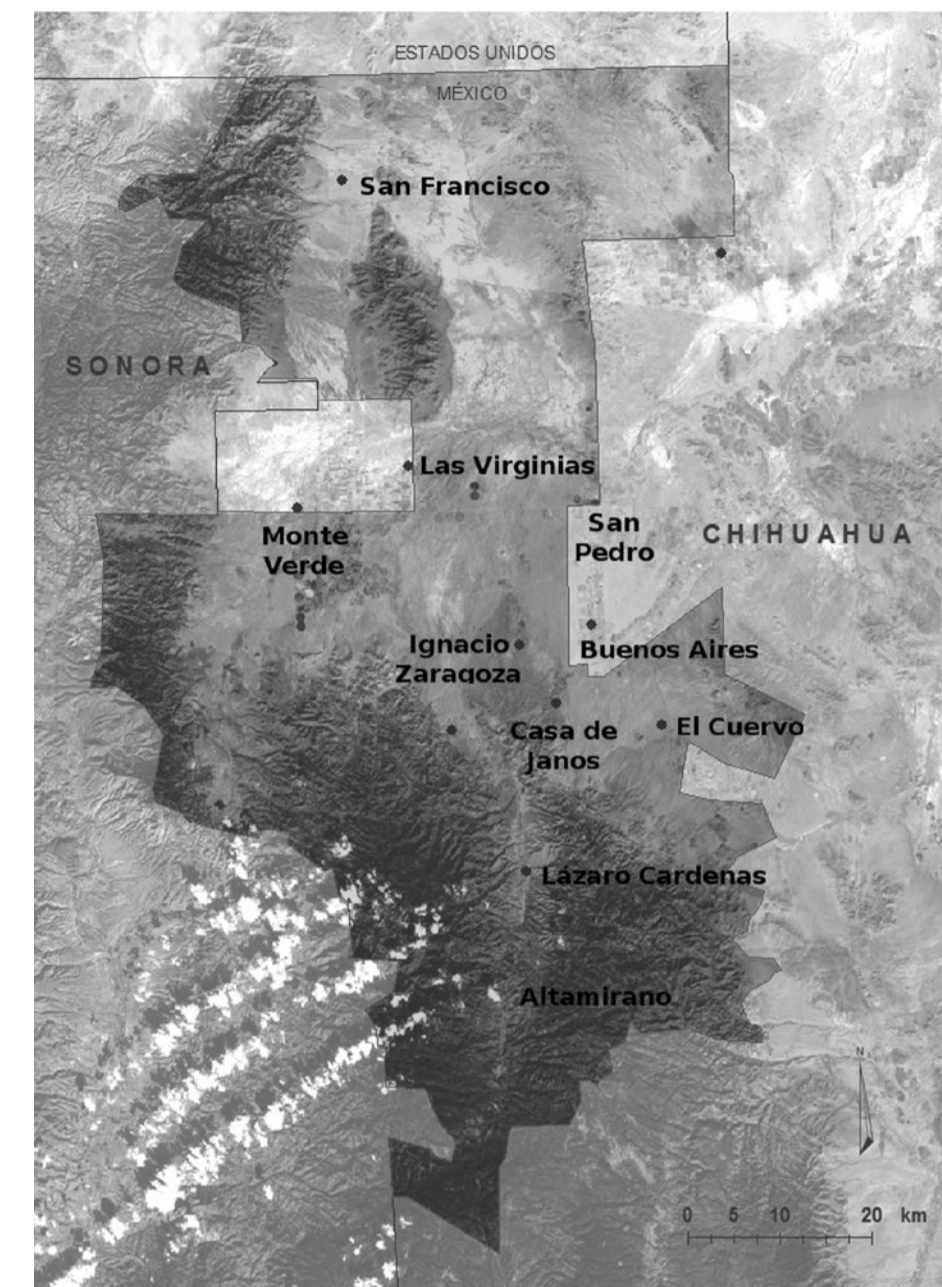 ESTADOS UNIDOS
MÉXICO
San Francisco
SONORA
Las Virginias
Monte
Verde
San
Pedro
CHIHUAHUA
Ignacio
Zaragoza
Buenos Aires
Casa de
Janos
El Cuervo
Lázaro Cardenas
Altamirano
N
0 5 10 20 km